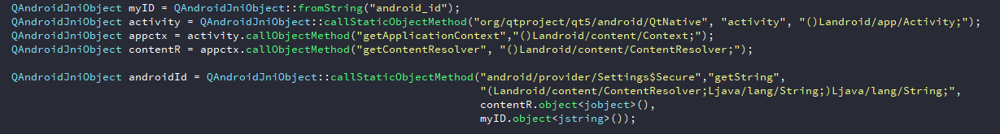 QAndroidJniObject myID = QAndroidJniObject::fromString("android_id");
QAndroidJniObject activity = QAndroidJniObject::callStaticObjectMethod("org/qtproject/qt5/android/QtNative", "activity", "()Landroid/app/Activity;");
QAndroidJniObject appctx = activity.callObjectMethod("getApplicationContext","()Landroid/content/Context;");
QAndroidJniObject contentR = appctx.callObjectMethod("getContentResolver", "()Landroid/content/ContentResolver;");
QAndroidJniObject androidId = QAndroidJniObject::callStaticObjectMethod("android/provider/Settings$Secure","getString",
"(Landroid/content/ContentResolver;Ljava/lang/String;)Ljava/lang/String;",
contentR.object<jobject>(),
myID.object<jstring>());